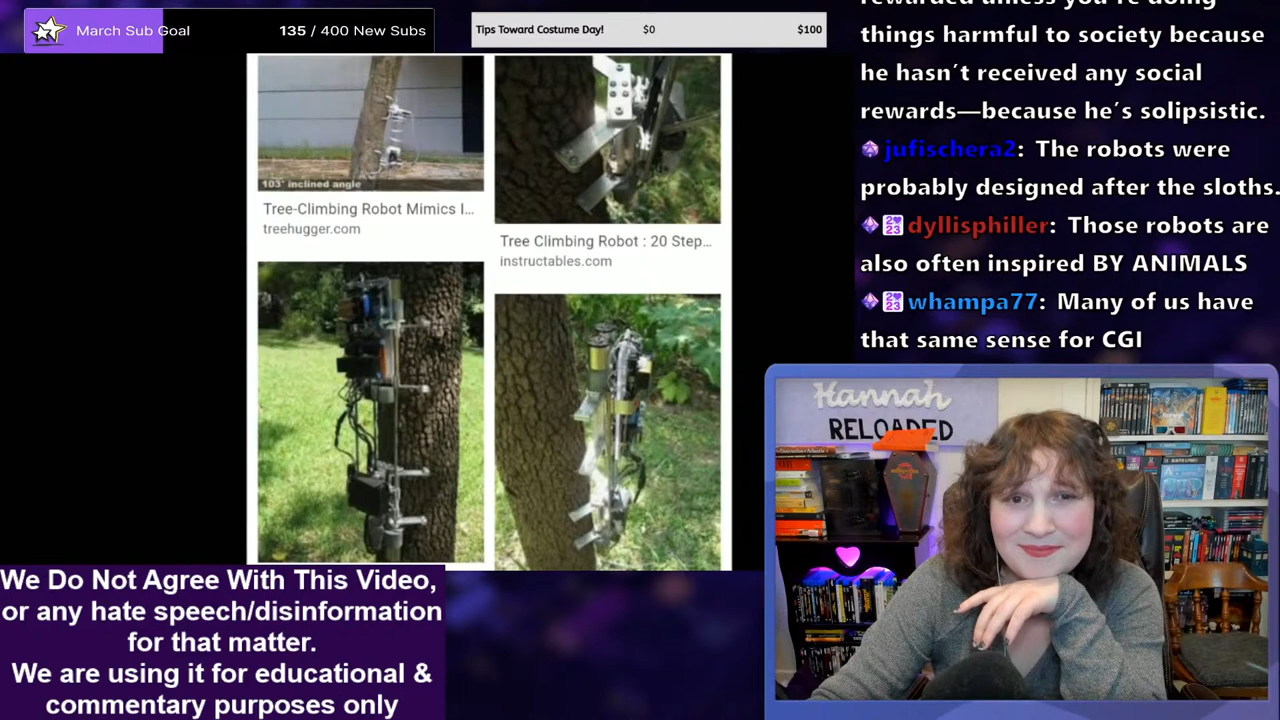 March Sub Goal
135 / 400 New Subs
Tips Toward Costume Day!
$0
$100
103° inclined angle
Tree-Climbing Robot Mimics I...
treehugger.com
Tree Climbing Robot : 20 Step...
instructables.com
things harmful to society because
he hasn't received any social
rewards—because he's solipsistic.
jufischera2: The robots were
probably designed after the sloths.
2023 dyllisphiller: Those robots are
also often inspired BY ANIMALS
2023 whampa77: Many of us have
that same sense for CGI
Hannah
RELOADED
We Do Not Agree With This Video,
or any hate speech/disinformation
for that matter.
We are using it for educational &
commentary purposes only